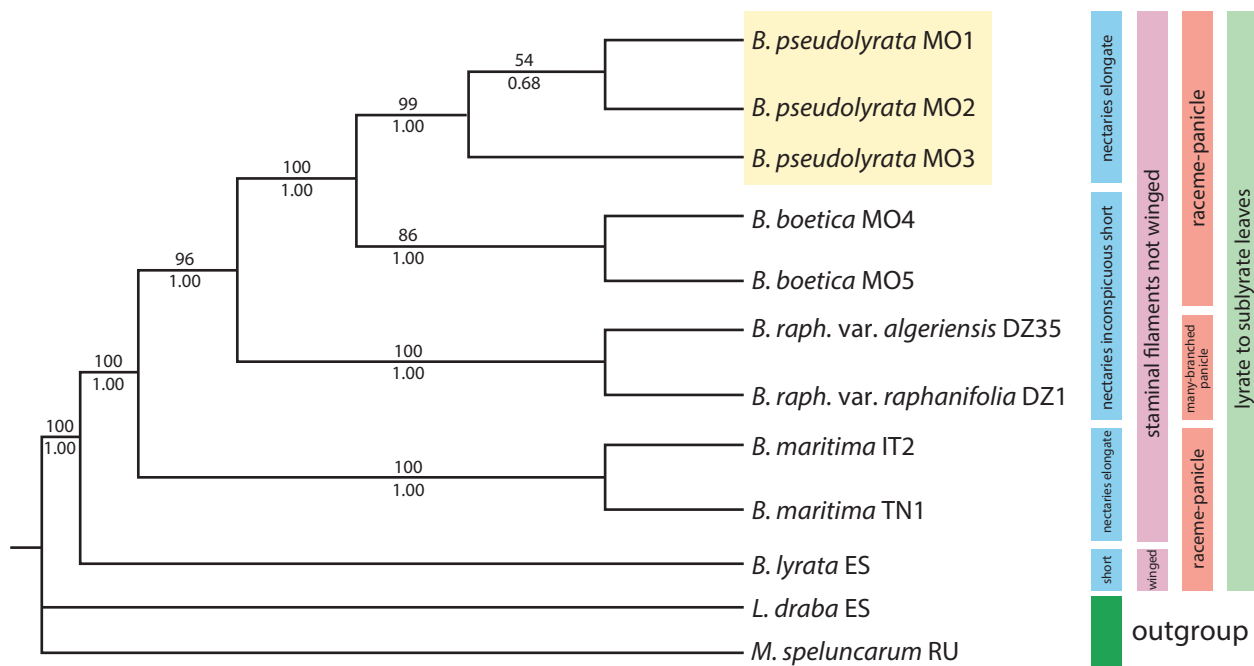 B. pseudolyrata MO1
54
0.68
B. pseudolyrata MO2
99
1.00
B. pseudolyrata MO3
100
1.00
B. boetica MO4
86
1.00
B. boetica MO5
96
1.00
B. raph. var. algeriensis DZ35
100
1.00
B. raph. var. raphanifolia DZ1
100
1.00
B. maritima IT2
100
1.00
B. maritima TN1
100
1.00
B. lyrata ES
L. draba ES
M. speluncarum RU
nectaries elongate
nectaries inconspicuous short
nectaries elongate
short
staminal filaments not winged
winged
raceme-panicle
many-branched
panicle
raceme-panicle
lyrate to sublyrate leaves
outgroup